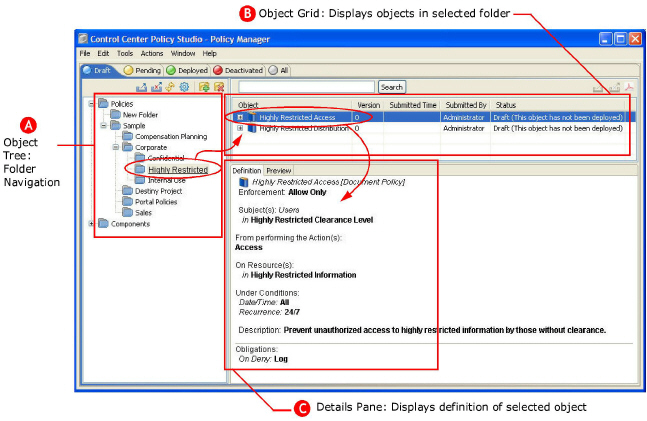 B Object Grid: Displays objects in selected folder
Control Center Policy Studio - Policy Manager
File Edit Tools Actions Window Help
Draft Pending Deployed Deactivated All
Search
A
Object
Tree:
Folder
Navigation
Policies
New Folder
Sample
Compensation Planning
Corporate
Confidential
Highly Restricted
Internal Use
Destiny Project
Portal Policies
Sales
Components
Object Version Submitted Time Submitted By Status
Highly Restricted Access 0 Administrator Draft (This object has not been deployed)
Highly Restricted Distribution 0 Administrator Draft (This object has not been deployed)
Definition Preview
Highly Restricted Access [Document Policy]
Enforcement: Allow Only
Subject(s): Users
in Highly Restricted Clearance Level
From performing the Action(s):
Access
On Resource(s):
in Highly Restricted Information
Under Conditions:
Date/Time: All
Recurrence: 24/7
Description: Prevent unauthorized access to highly restricted information by those without clearance.
Obligations:
On Deny: Log
C Details Pane: Displays definition of selected object